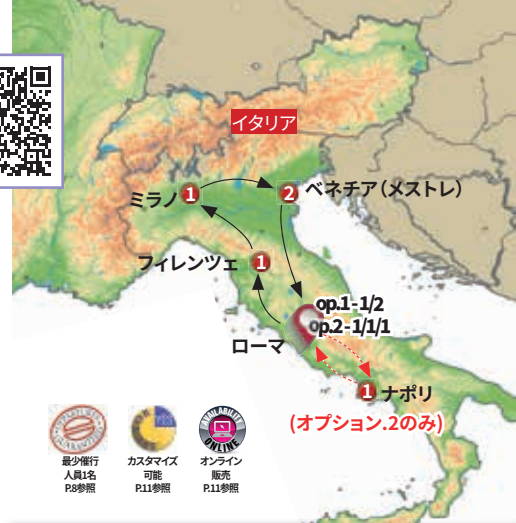 イタリア
ミラノ
1
2
ベネチア(メストレ)
フィレンツェ
1
op.1-1/2
op.2-1/1/1
ローマ
1
ナポリ
(オプション.2のみ)
AVAILABILITY
ONLINE
最少催行
人員1名
P.8参照
カスタマイズ
可能
P.11参照
オンライン
販売
P.11参照